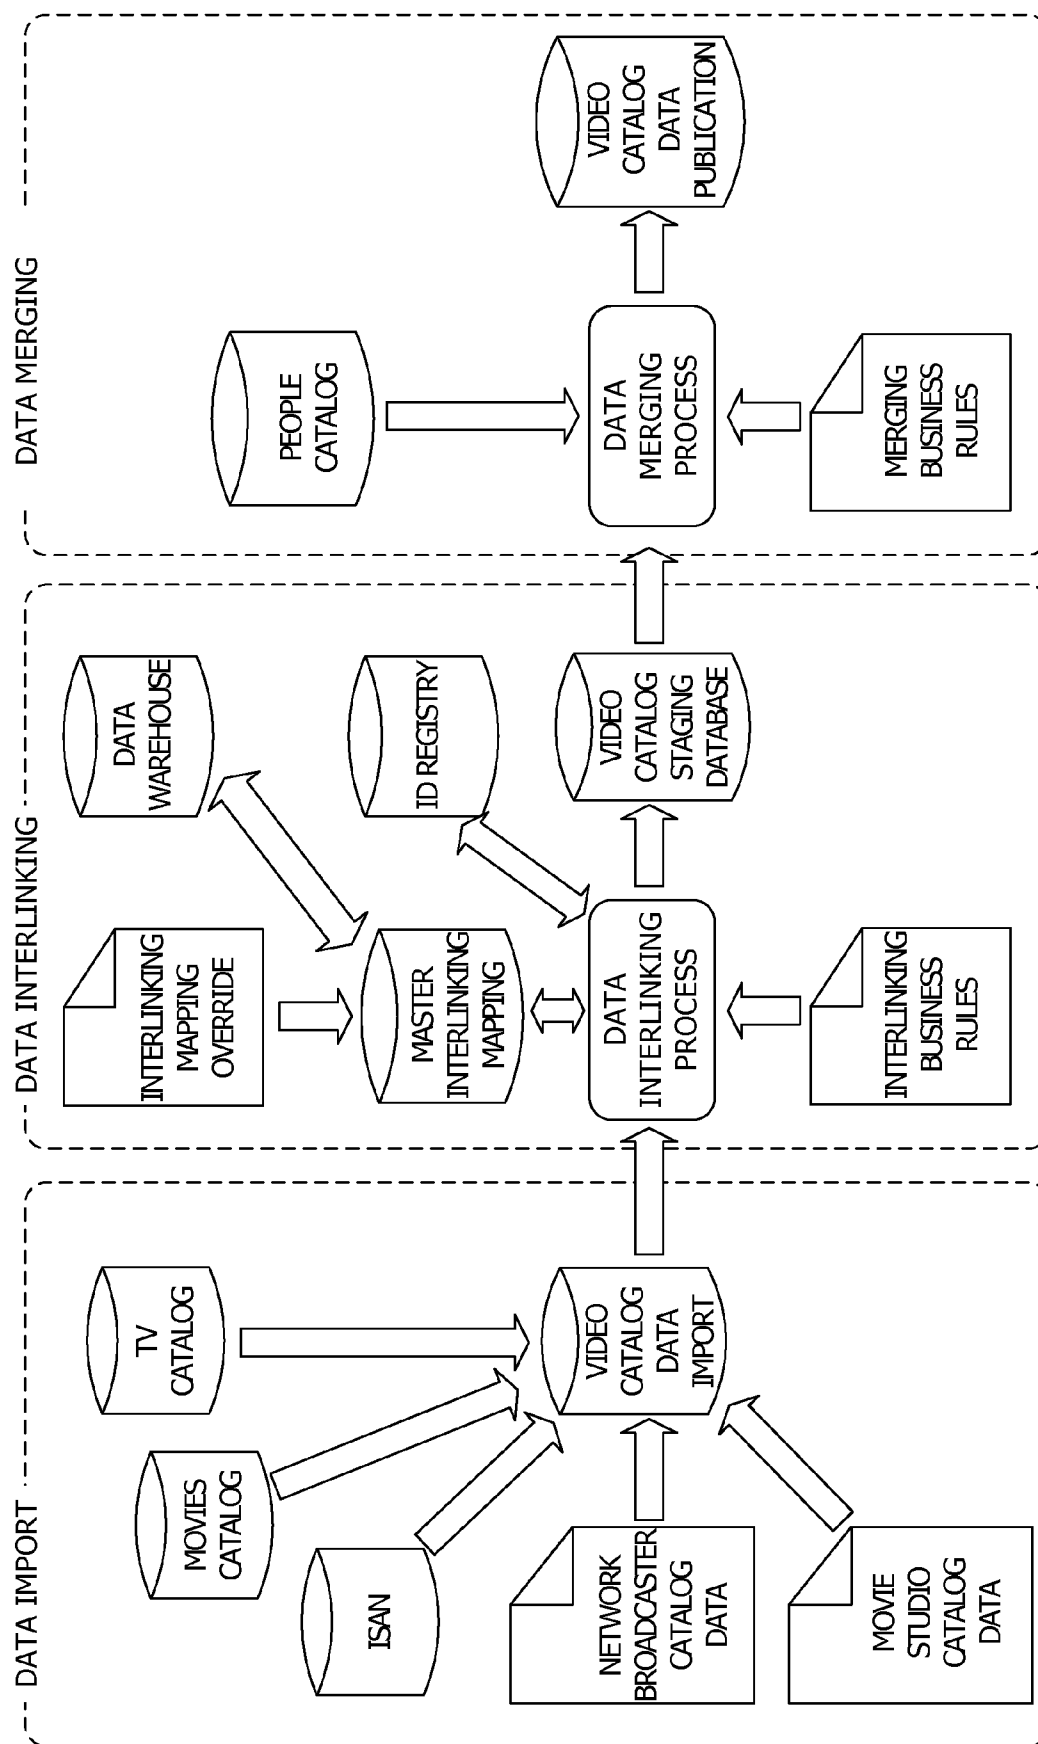 DATA IMPORT
TV
CATALOG
MOVIES
CATALOG
ISAN
NETWORK
BROADCASTER
CATALOG
DATA
MOVIE
STUDIO
CATALOG
DATA
VIDEO
CATALOG
DATA
IMPORT
DATA INTERLINKING
INTERLINKING
MAPPING
OVERRIDE
DATA
WAREHOUSE
MASTER
INTERLINKING
MAPPING
ID REGISTRY
DATA
INTERLINKING
PROCESS
VIDEO
CATALOG
STAGING
DATABASE
INTERLINKING
BUSINESS
RULES
DATA MERGING
PEOPLE
CATALOG
DATA
MERGING
PROCESS
VIDEO
CATALOG
DATA
PUBLICATION
MERGING
BUSINESS
RULES